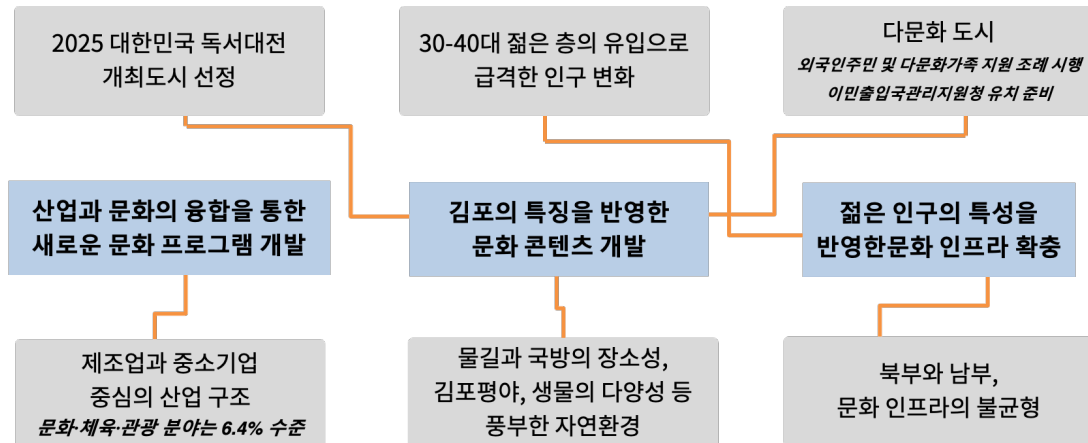 2025 대한민국 독서대전
개최도시 선정
30-40대 젊은 층의 유입으로
급격한 인구 변화
다문화 도시
외국인주민 및 다문화가족 지원 조례 시행
이민출입국관리지원청 유치 준비
산업과 문화의 융합을 통한
새로운 문화 프로그램 개발
김포의 특징을 반영한
문화 콘텐츠 개발
젊은 인구의 특성을
반영한문화 인프라 확충
제조업과 중소기업
중심의 산업 구조
문화·체육·관광 분야는 6.4% 수준
물길과 국방의 장소성,
김포평야, 생물의 다양성 등
풍부한 자연환경
북부와 남부,
문화 인프라의 불균형